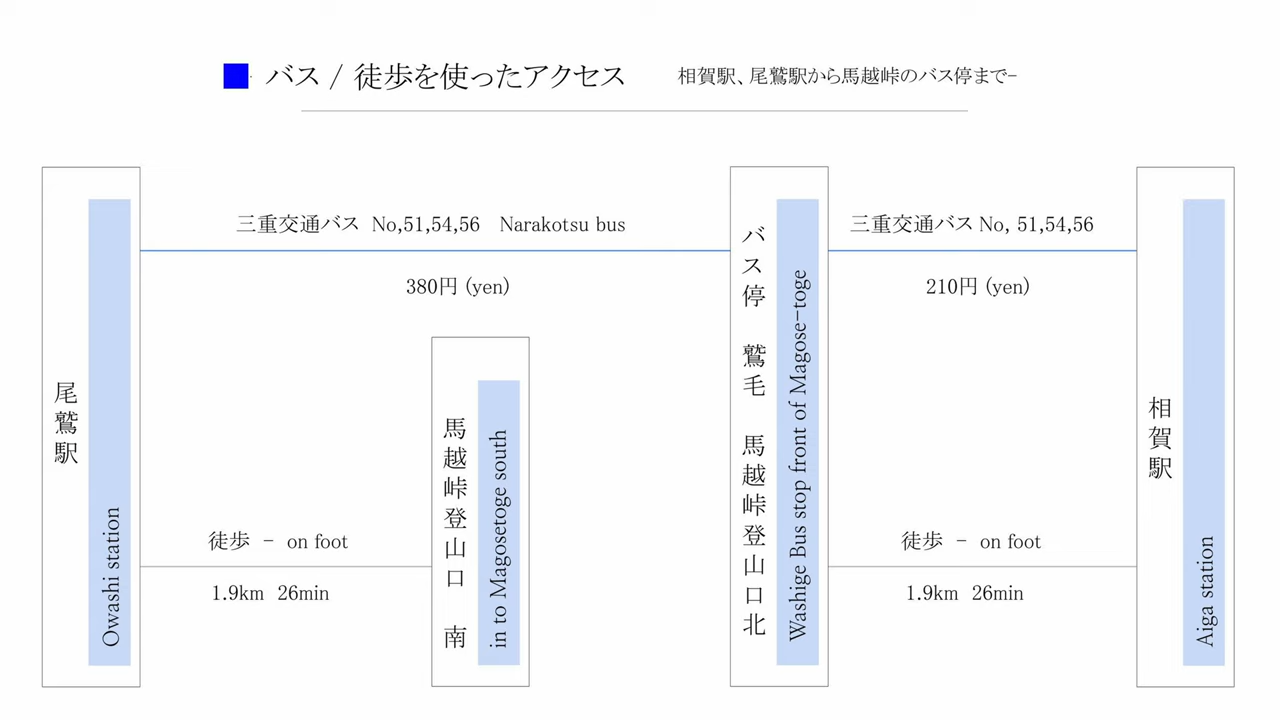 バス / 徒歩を使ったアクセス
相賀駅、尾鷲駅から馬越峠のバス停まで-
尾鷲駅
Owashi station
三重交通バス No,51,54,56 Narakotsu bus
380円 (yen)
徒歩 - on foot
1.9km 26min
馬越峠登山口 南
in to Magosetoge south
バス停 鷲毛 馬越峠登山口北
Washige Bus stop front of Magose-toge
三重交通バス No, 51,54,56
210円 (yen)
徒歩 - on foot
1.9km 26min
相賀駅
Aiga station